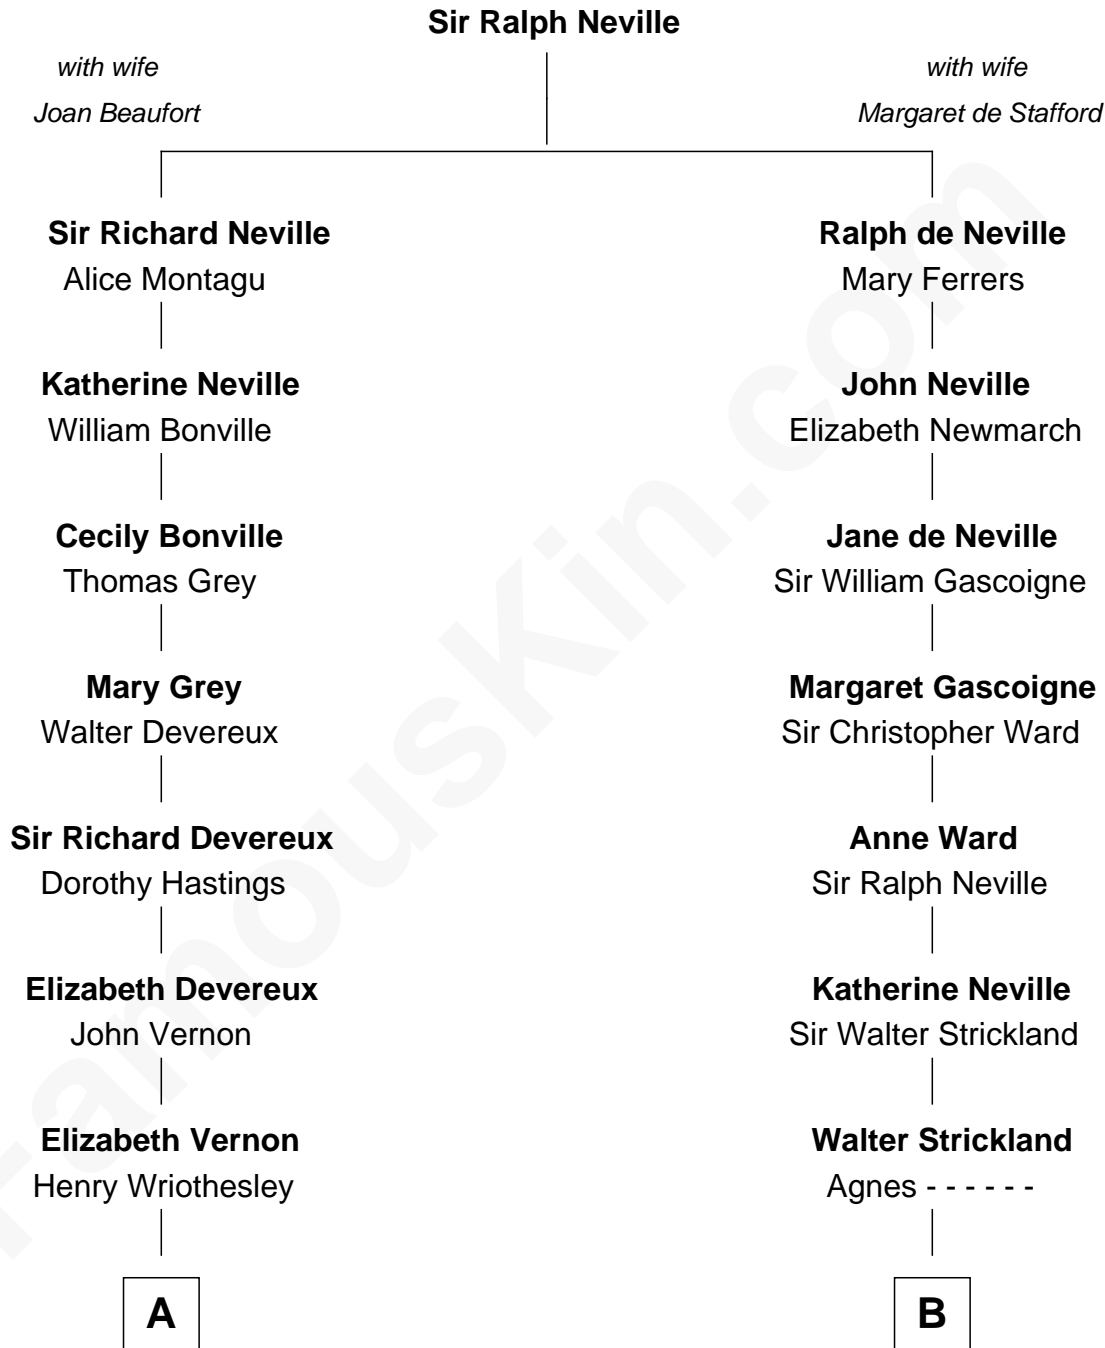 Sir Ralph Neville
with wife
Joan Beaufort
with wife
Margaret de Stafford
Sir Richard Neville
Alice Montagu
Ralph de Neville
Mary Ferrers
Katherine Neville
William Bonville
John Neville
Elizabeth Newmarch
Cecily Bonville
Thomas Grey
Jane de Neville
Sir William Gascoigne
Mary Grey
Walter Devereux
Margaret Gascoigne
Sir Christopher Ward
Sir Richard Devereux
Dorothy Hastings
Anne Ward
Sir Ralph Neville
Elizabeth Devereux
John Vernon
Katherine Neville
Sir Walter Strickland
Elizabeth Vernon
Henry Wriothesley
Walter Strickland
Agnes - - - - - -
A
B
FamousKin.com